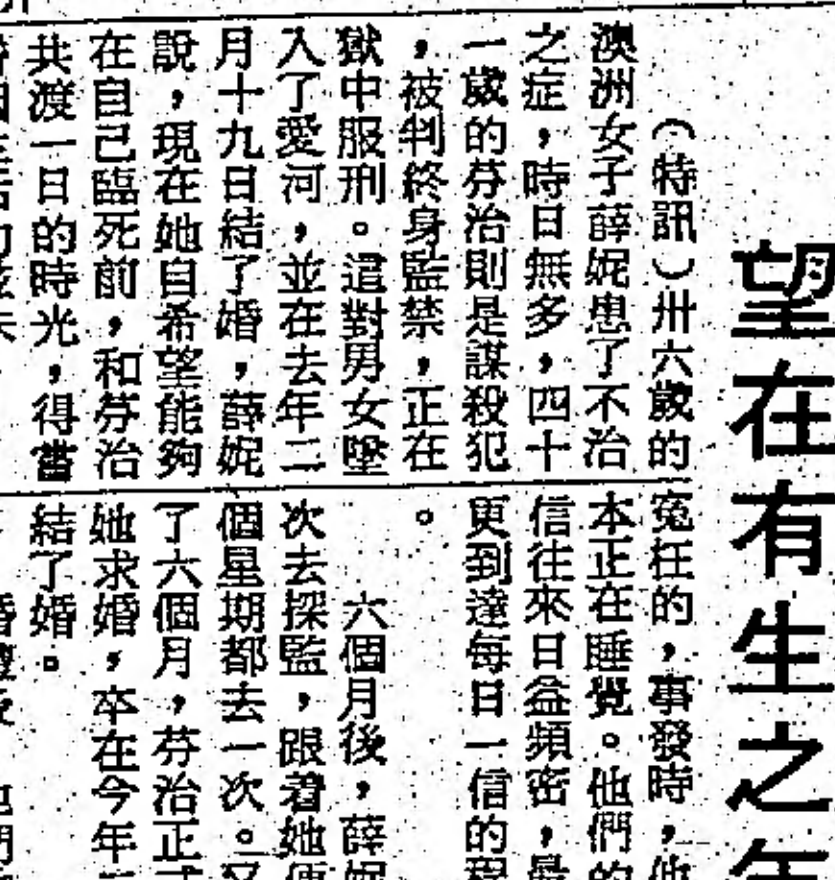 望在有生之年
（特訊）卅六歲的
澳洲女子薛妮患了不治
之症，時日無多，四十
一歲的芬治則是謀殺犯
，被判終身監禁，正在
獄中服刑。這對男女墜
入了愛河，並在去年二
月十九日結了婚，薛妮
說，現在她自希望能夠
在自己臨死前，和芬治
共渡一日的時光，得嘗
冤枉的，事發時，他
本正在睡覺。他們的
信往來日益頻密，最
更到達每日一信的程
。
六個月後，薛妮
次去探監，跟着她便
個星期都去一次。又
了六個月，芬治正式
她求婚，卒在今年
結了婚。